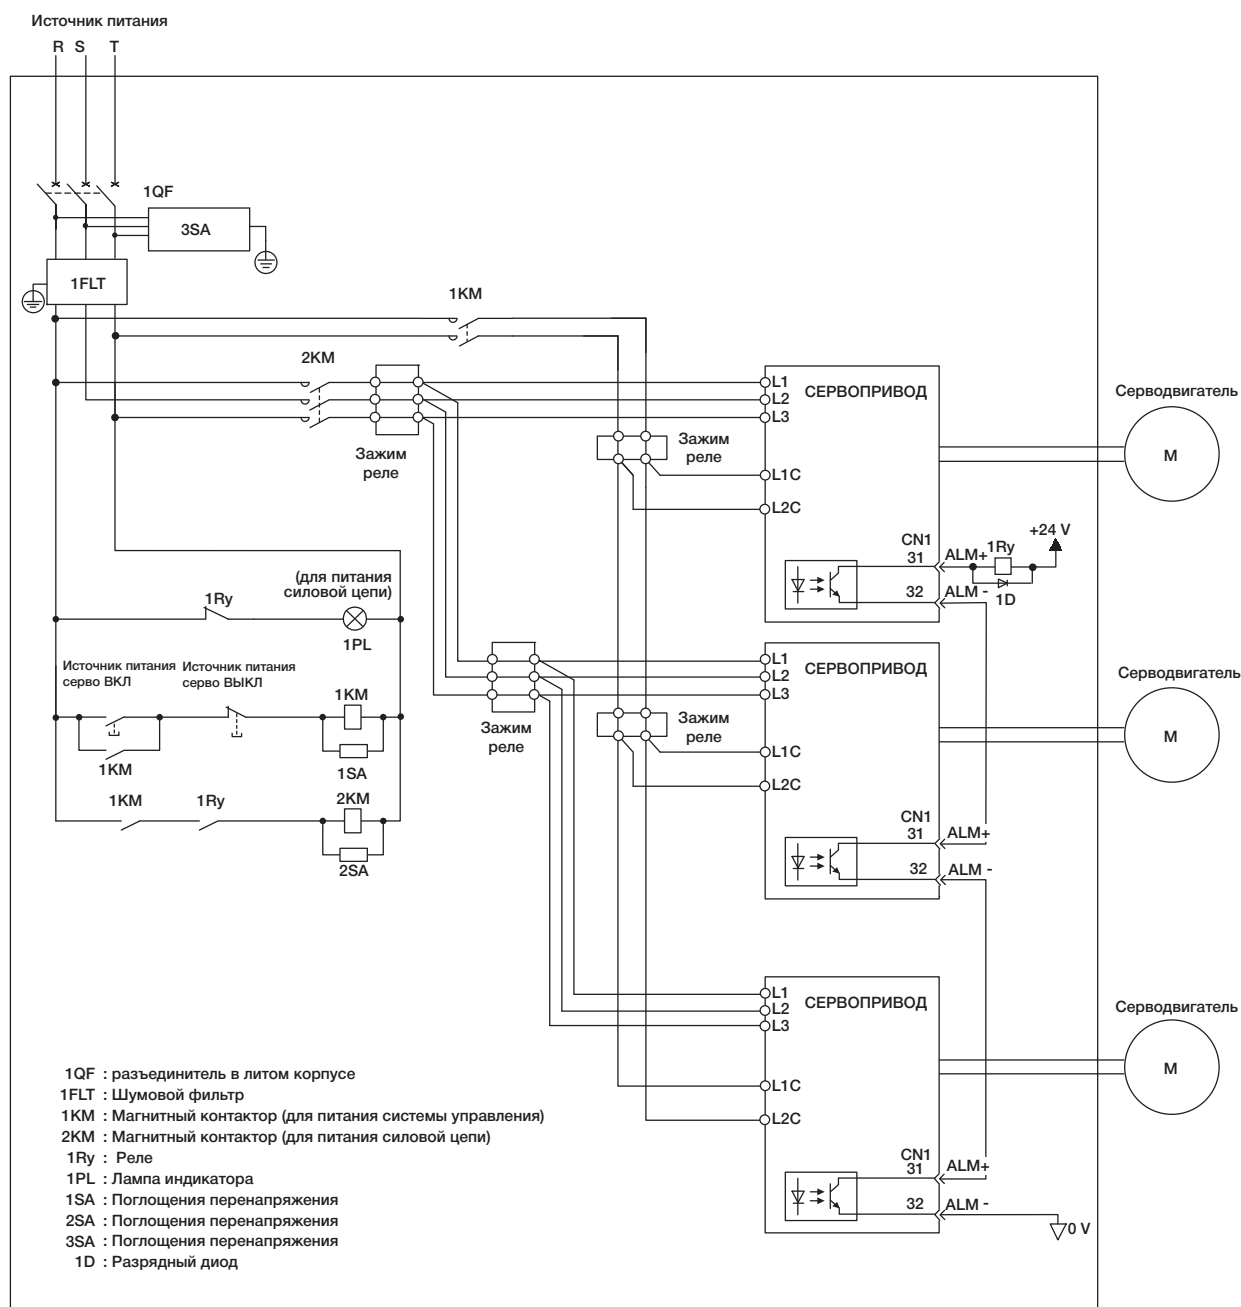 Источник питания
R S T
1QF
3SA
1FLT
1KM
2KM
Зажим
реле
L1
L2
L3
СЕРВОПРИВОД
Серводвигатель
M
Зажим
реле
L1C
L2C
CN1
31
ALM+
1Ry
+24 V
32
ALM -
1D
(для питания
силовой цепи)
1Ry
1PL
Источник питания
серво ВКЛ
Источник питания
серво ВЫКЛ
1KM
1KM
1SA
1KM
1Ry
2KM
2SA
Зажим
реле
L1
L2
L3
СЕРВОПРИВОД
Серводвигатель
M
Зажим
реле
L1C
L2C
CN1
31
ALM+
32
ALM -
L1
L2
L3
СЕРВОПРИВОД
Серводвигатель
M
L1C
L2C
CN1
31
ALM+
32
ALM -
0 V
1QF : разъединитель в литом корпусе
1FLT : Шумовой фильтр
1KM : Магнитный контактор (для питания системы управления)
2KM : Магнитный контактор (для питания силовой цепи)
1Ry : Реле
1PL : Лампа индикатора
1SA : Поглощения перенапряжения
2SA : Поглощения перенапряжения
3SA : Поглощения перенапряжения
1D : Разрядный диод